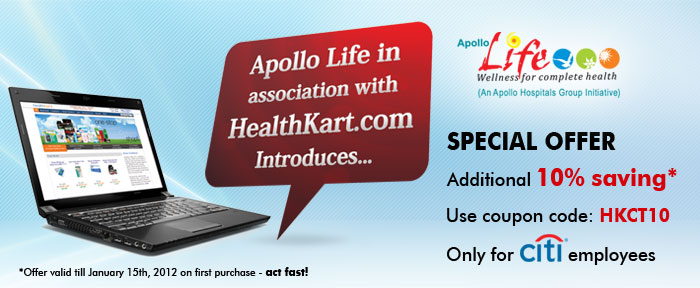 Apollo Life in
association with
HealthKart.com
Introduces...
Apollo
Life
Wellness for complete health
(An Apollo Hospitals Group Initiative)
SPECIAL OFFER
Additional 10% saving*
Use coupon code: HKCT10
Only for citi employees
*Offer valid till January 15th, 2012 on first purchase - act fast!